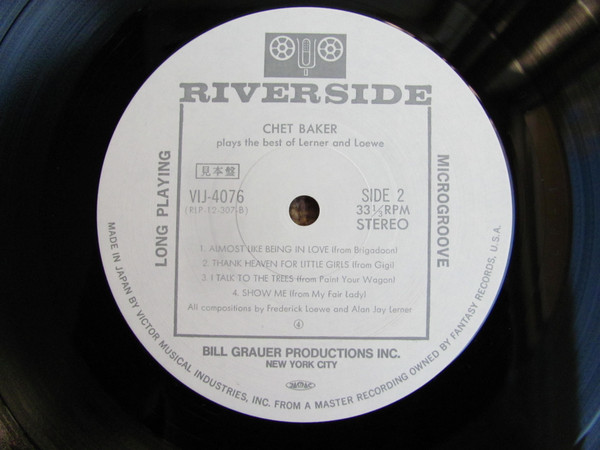 RIVERSIDE
CHET BAKER
plays the best of Lerner and Loewe
見本盤
VIJ-4076
(RLP-12-307-B)
SIDE 2
33⅓RPM
STEREO
LONG PLAYING
MICROGROOVE
1. ALMOST LIKE BEING IN LOVE (from Brigadoon)
2. THANK HEAVEN FOR LITTLE GIRLS (from Gigi)
3. I TALK TO THE TREES (from Paint Your Wagon)
4. SHOW ME (from My Fair Lady)
All compositions by Frederick Loewe and Alan Jay Lerner
④
BILL GRAUER PRODUCTIONS INC.
NEW YORK CITY
MADE IN JAPAN BY VICTOR MUSICAL INDUSTRIES, INC. FROM A MASTER RECORDING OWNED BY FANTASY RECORDS, U.S.A.